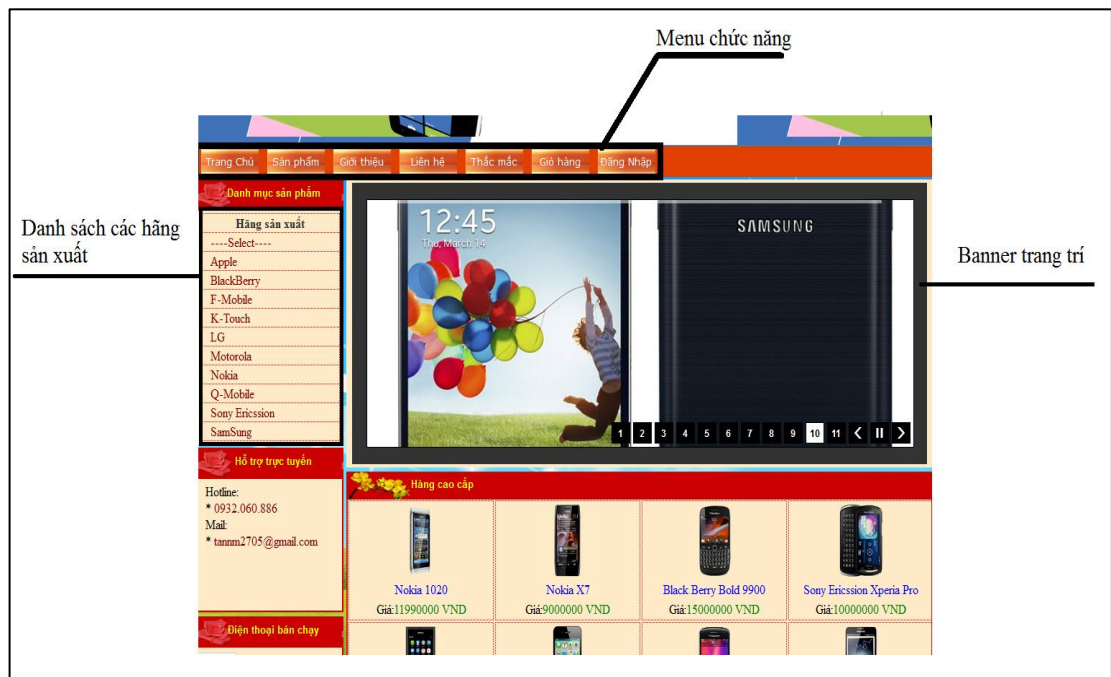 Menu chức năng
Trang Chủ Sản phẩm Giới thiệu Liên hệ Thắc mắc Giỏ hàng Đăng Nhập
Danh mục sản phẩm
Hãng sản xuất
----Select----
Apple
BlackBerry
F-Mobile
K-Touch
LG
Motorola
Nokia
Q-Mobile
Sony Ericssion
SamSung
Danh sách các hãng
sản xuất
12:45
Thu, March 14
SAMSUNG
1 2 3 4 5 6 7 8 9 10 11
Banner trang trí
Hỗ trợ trực tuyến
Hotline:
* 0932.060.886
Mail:
* tannm2705@gmail.com
Điện thoại bán chạy
Hàng cao cấp
Nokia 1020
Giá:11990000 VND
Nokia X7
Giá:9000000 VND
Black Berry Bold 9900
Giá:15000000 VND
Sony Ericssion Xperia Pro
Giá:10000000 VND